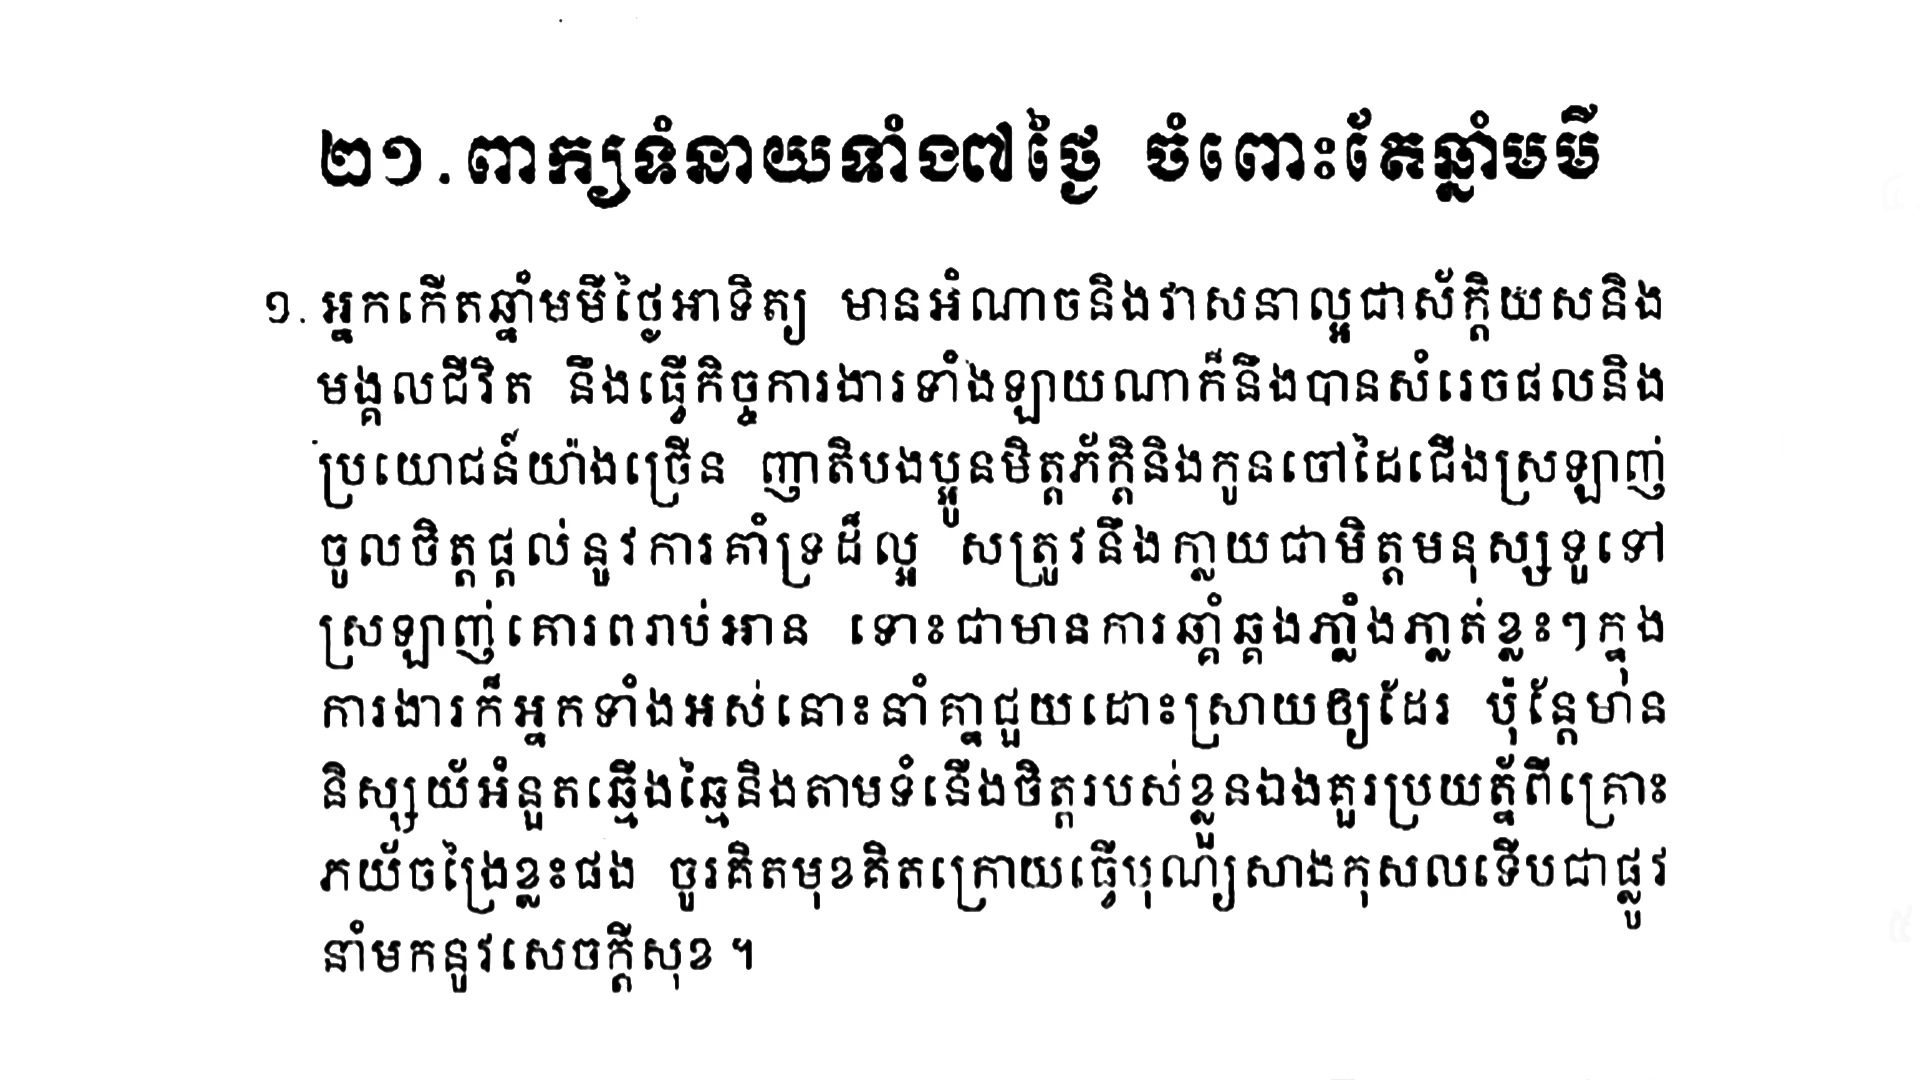 ២១.ពាក្យទំនាយទាំង៧ថ្ងៃ ចំពោះតែឆ្នាំមមី
១. អ្នកកើតឆ្នាំមមីថ្ងៃអាទិត្យ មានអំណាចនិងវាសនាល្អជាស័ក្តិយសនិង
មង្គលជីវិត នឹងធ្វើកិច្ចការងារទាំងឡាយណាក៏នឹងបានសំរេចផលនិង
ប្រយោជន៍យ៉ាងច្រើន ញាតិបងប្អូនមិត្តភ័ក្តិនិងកូនចៅដៃជើងស្រឡាញ់
ចូលចិត្តផ្តល់នូវការគាំទ្រដ៏ល្អ សត្រូវនឹងកា្លយជាមិត្តមនុស្សទូទៅ
ស្រឡាញ់គោរពរាប់អាន ទោះជាមានការឆាំ្គឆ្គងភាំ្លងភា្លត់ខ្លះៗក្នុង
ការងារក៏អ្នកទាំងអស់នោះនាំគ្នាជួយដោះស្រាយឲ្យដែរ ប៉ុន្តែមាន
និស្ស័យអំនួតឆ្មើងឆ្មៃនិងតាមទំនើងចិត្តរបស់ខ្លួនឯងគួរប្រយត្ន័ពីគ្រោះ
ភយ័ចង្រៃខ្លះផង ចូរគិតមុខគិតក្រោយធ្វើបុណ្យសាងកុសលទើបជាផ្លូវ
នាំមកនូវសេចក្តីសុខ ។